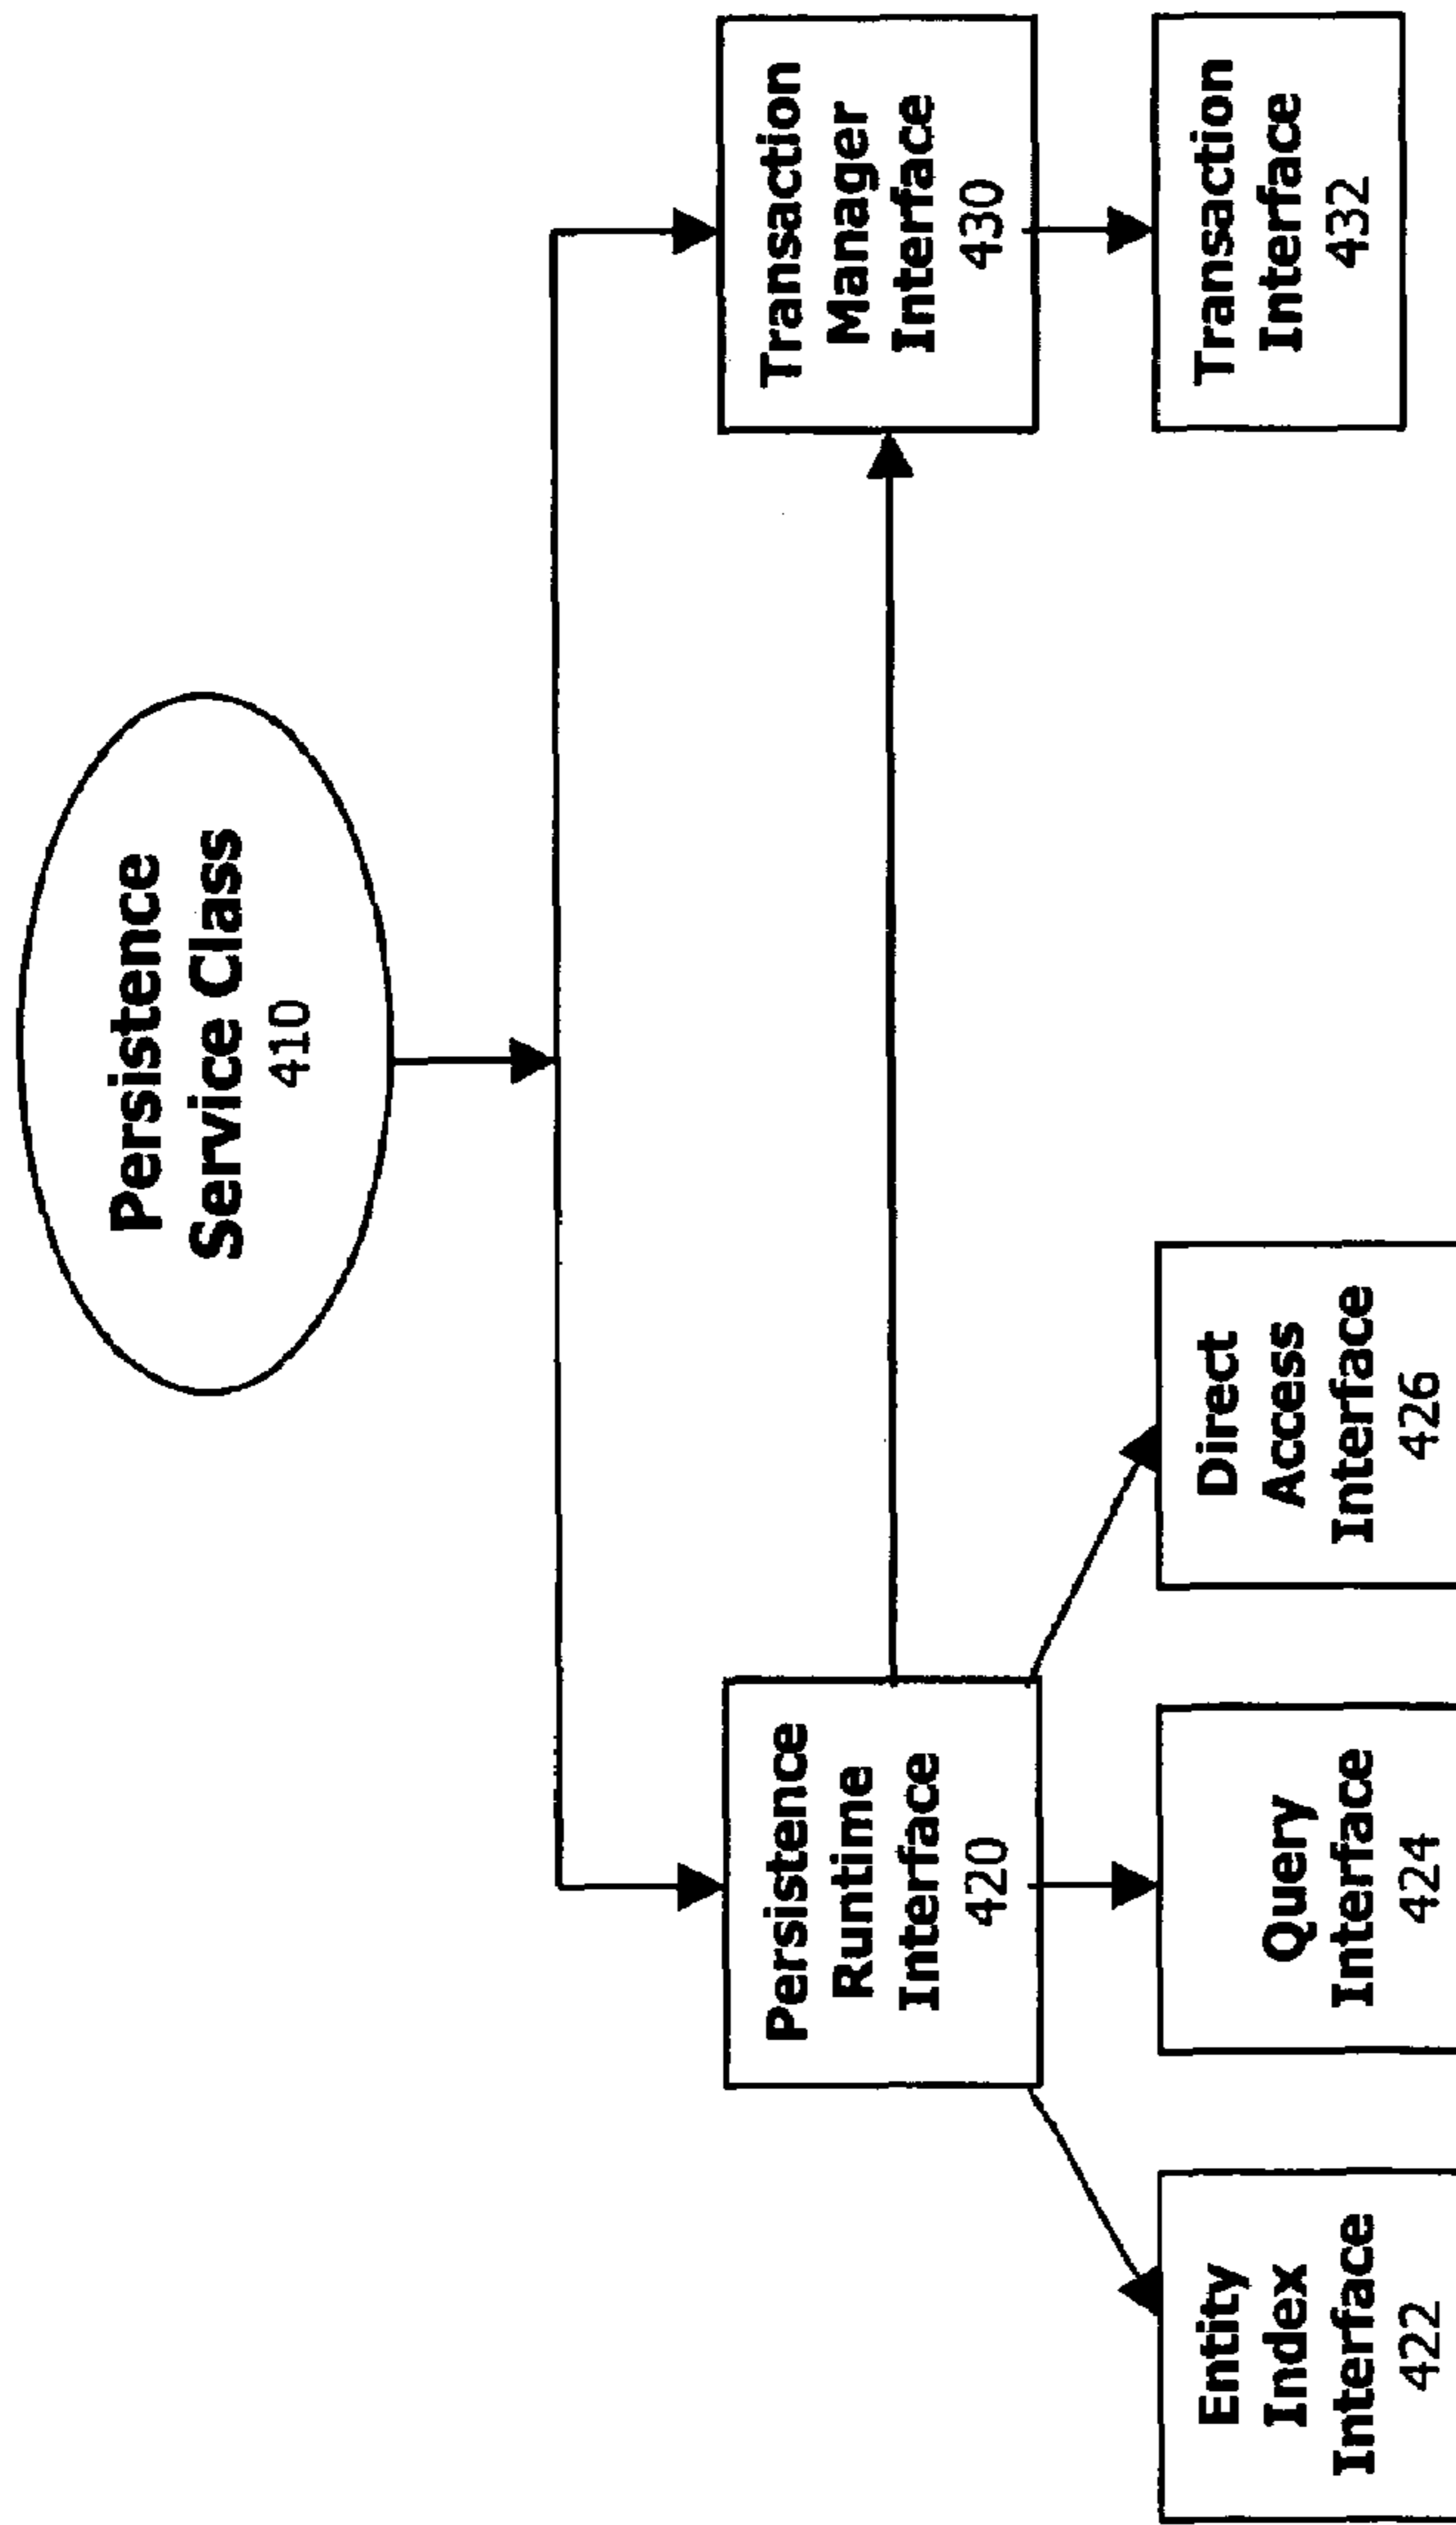 Persistence
Service Class
410
Persistence
Runtime
Interface
420
Transaction
Manager
Interface
430
Entity
Index
Interface
422
Query
Interface
424
Direct
Access
Interface
426
Transaction
Interface
432